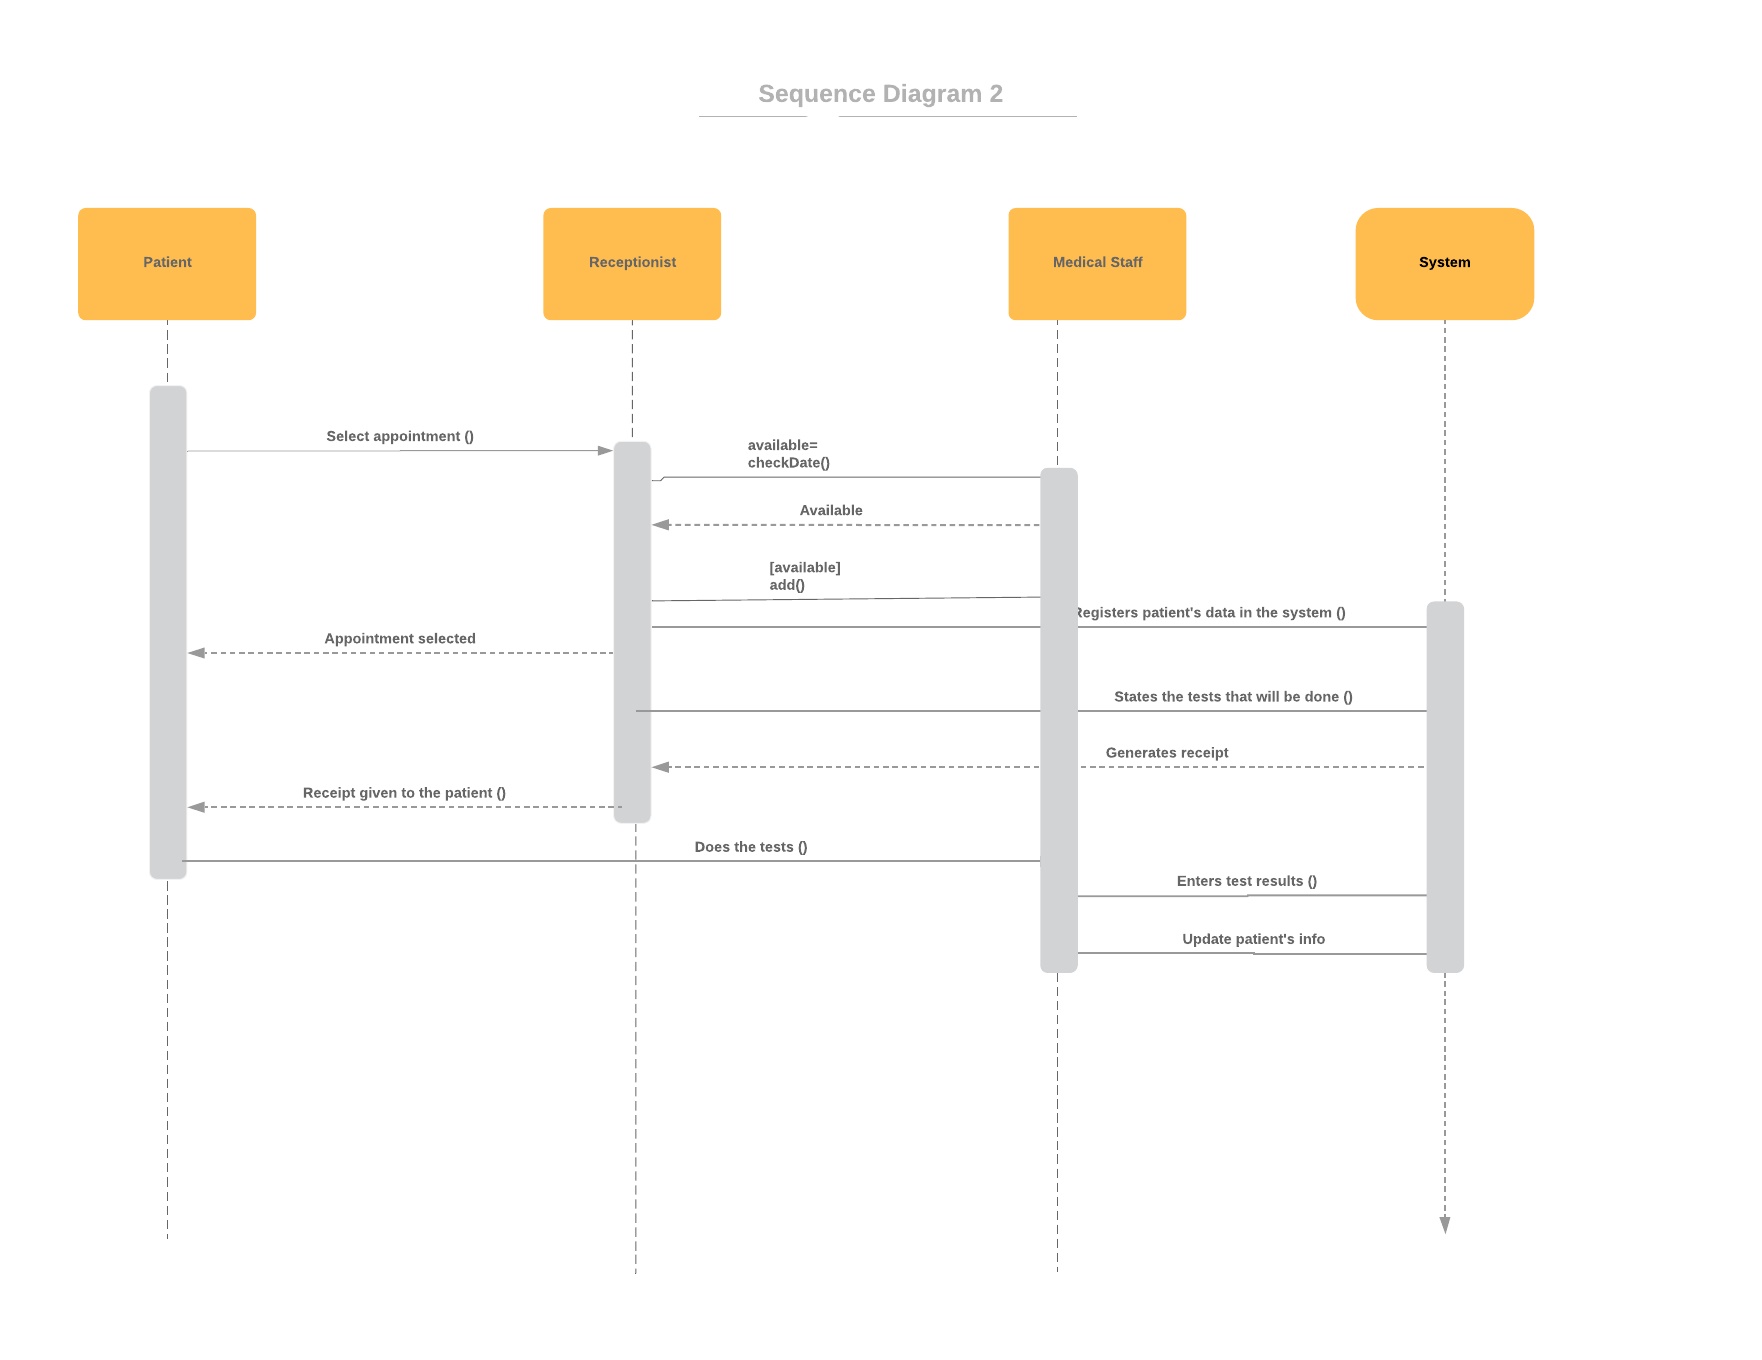 Sequence Diagram 2
Patient
Receptionist
Medical Staff
System
Select appointment ()
available=
checkDate()
Available
[available]
add()
Registers patient's data in the system ()
Appointment selected
States the tests that will be done ()
Generates receipt
Receipt given to the patient ()
Does the tests ()
Enters test results ()
Update patient's info